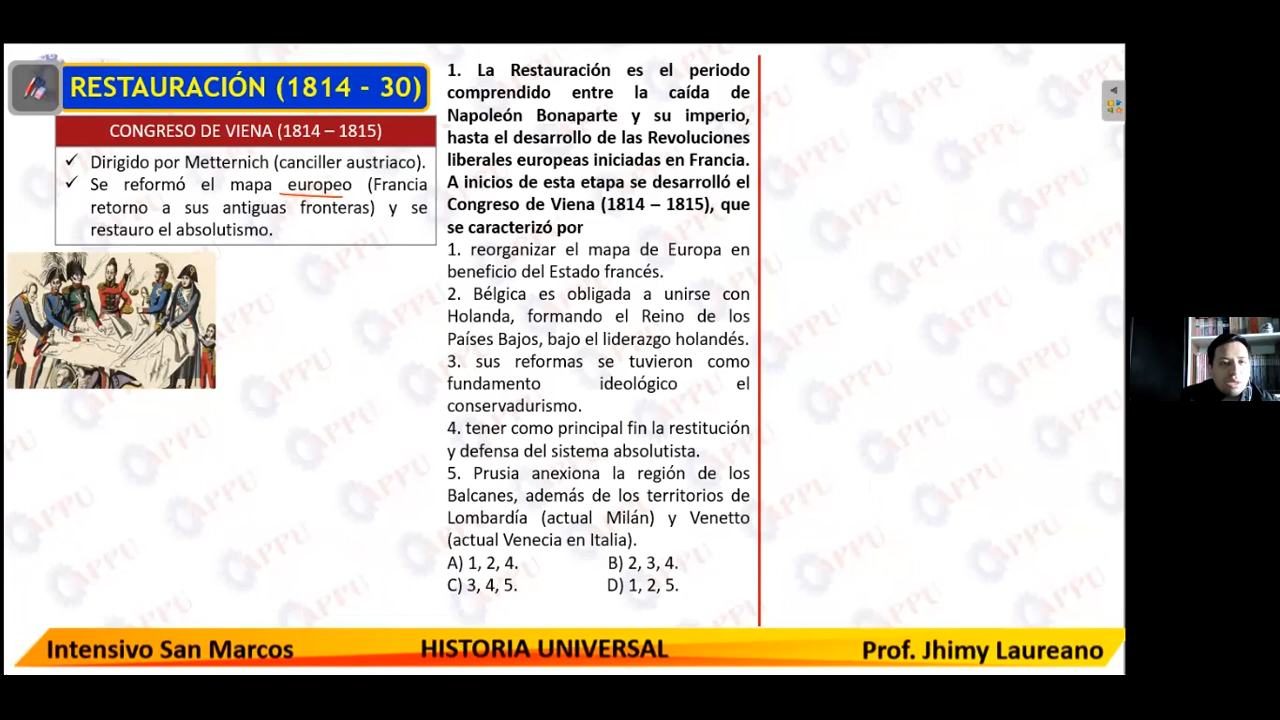 RESTAURACIÓN (1814 - 30)
CONGRESO DE VIENA (1814 – 1815)
✓ Dirigido por Metternich (canciller austriaco).
✓ Se reformó el mapa europeo (Francia
retorno a sus antiguas fronteras) y se
restauro el absolutismo.
1. La Restauración es el periodo
comprendido entre la caída de
Napoleón Bonaparte y su imperio,
hasta el desarrollo de las Revoluciones
liberales europeas iniciadas en Francia.
A inicios de esta etapa se desarrolló el
Congreso de Viena (1814 – 1815), que
se caracterizó por
1. reorganizar el mapa de Europa en
beneficio del Estado francés.
2. Bélgica es obligada a unirse con
Holanda, formando el Reino de los
Países Bajos, bajo el liderazgo holandés.
3. sus reformas se tuvieron como
fundamento ideológico el
conservadurismo.
4. tener como principal fin la restitución
y defensa del sistema absolutista.
5. Prusia anexiona la región de los
Balcanes, además de los territorios de
Lombardía (actual Milán) y Venetto
(actual Venecia en Italia).
A) 1, 2, 4. B) 2, 3, 4.
C) 3, 4, 5. D) 1, 2, 5.
Intensivo San Marcos HISTORIA UNIVERSAL Prof. Jhimy Laureano